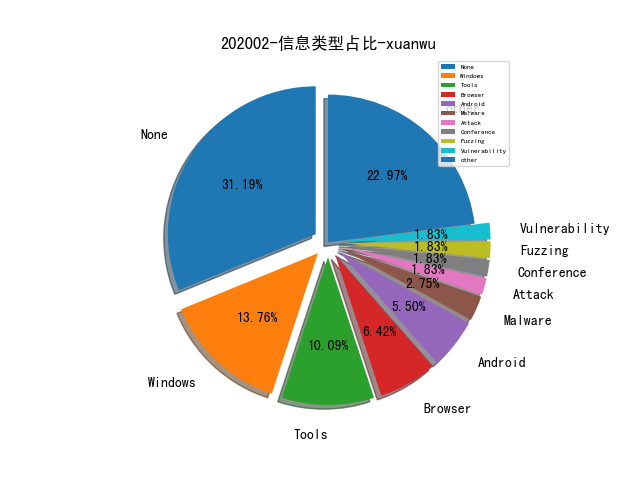 202002-信息类型占比-xuanwu
None
Windows
Tools
Browser
Android
Malware
Attack
Conference
Fuzzing
Vulnerability
other
other
None
31.19%
22.97%
1.83%
Vulnerability
1.83%
Fuzzing
1.83%
Conference
1.83%
Attack
2.75%
Malware
5.50%
Android
6.42%
Browser
10.09%
Tools
13.76%
Windows